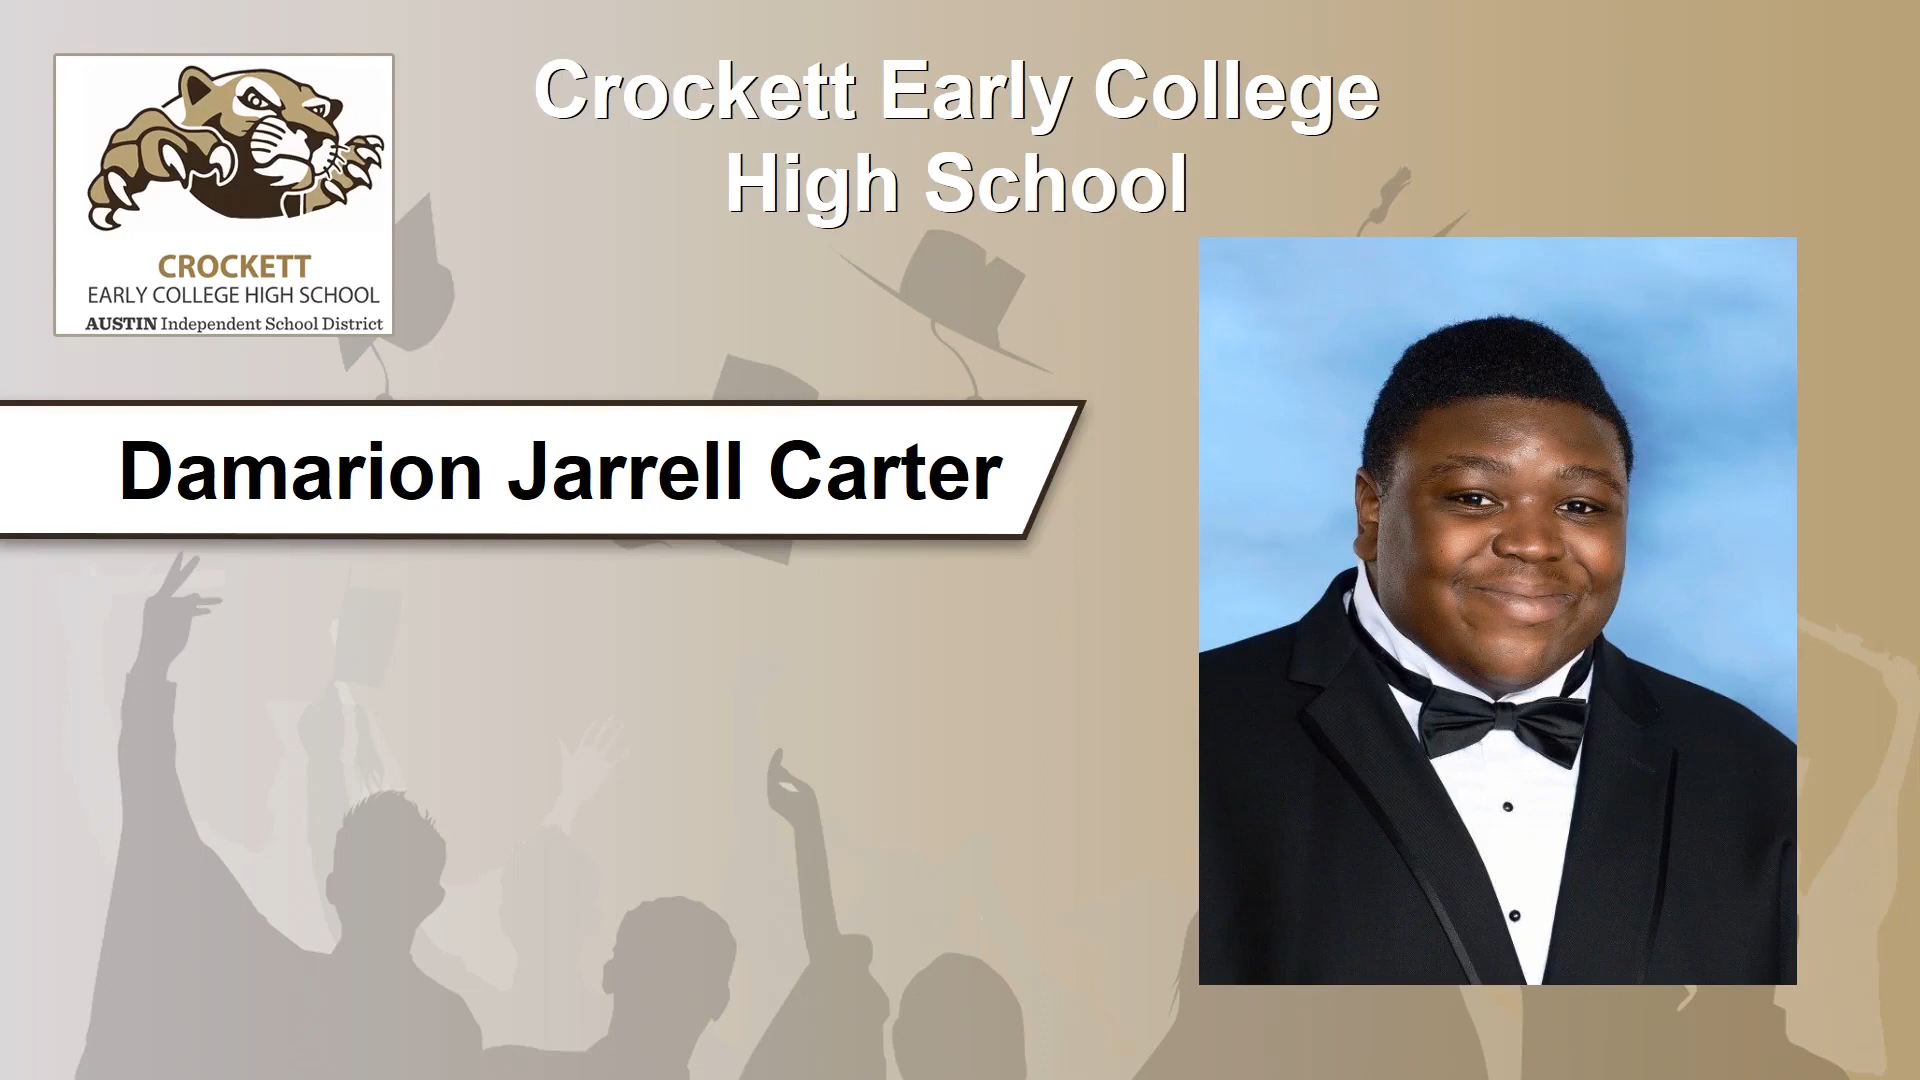 Crockett Early College
High School
CROCKETT
EARLY COLLEGE HIGH SCHOOL
AUSTIN Independent School District
Damarion Jarrell Carter